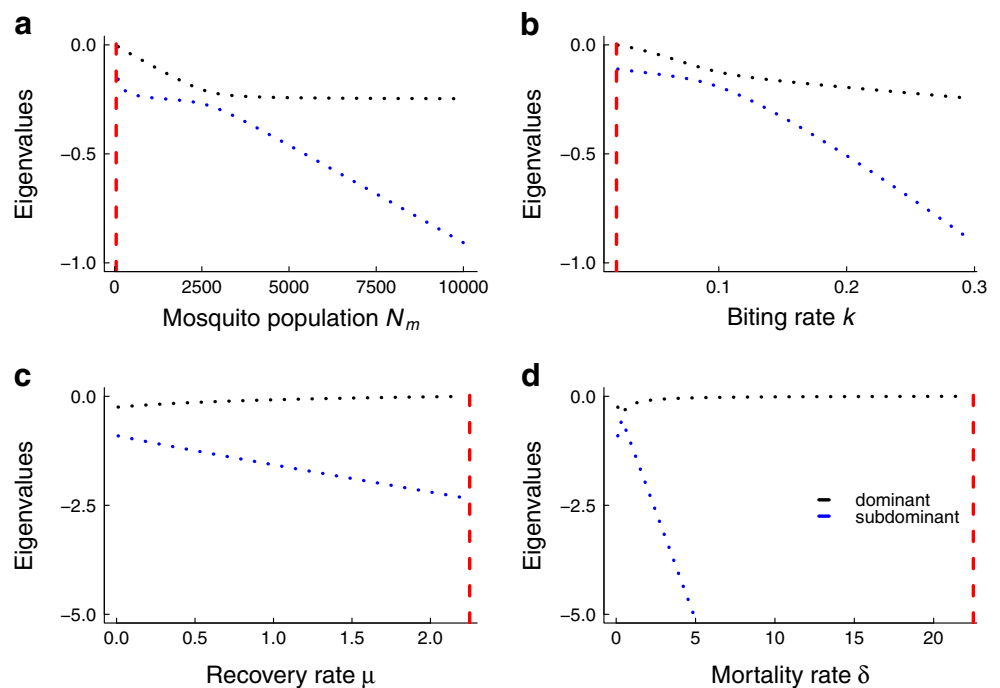 a
Eigenvalues
0.0
−0.5
−1.0
0
2500
5000
7500
10000
Mosquito population Nm
b
Eigenvalues
0.0
−0.5
−1.0
0.1
0.2
0.3
Biting rate k
c
Eigenvalues
0.0
−2.5
−5.0
0.0
0.5
1.0
1.5
2.0
Recovery rate μ
d
Eigenvalues
0.0
−2.5
−5.0
dominant
subdominant
0
5
10
15
20
Mortality rate δ